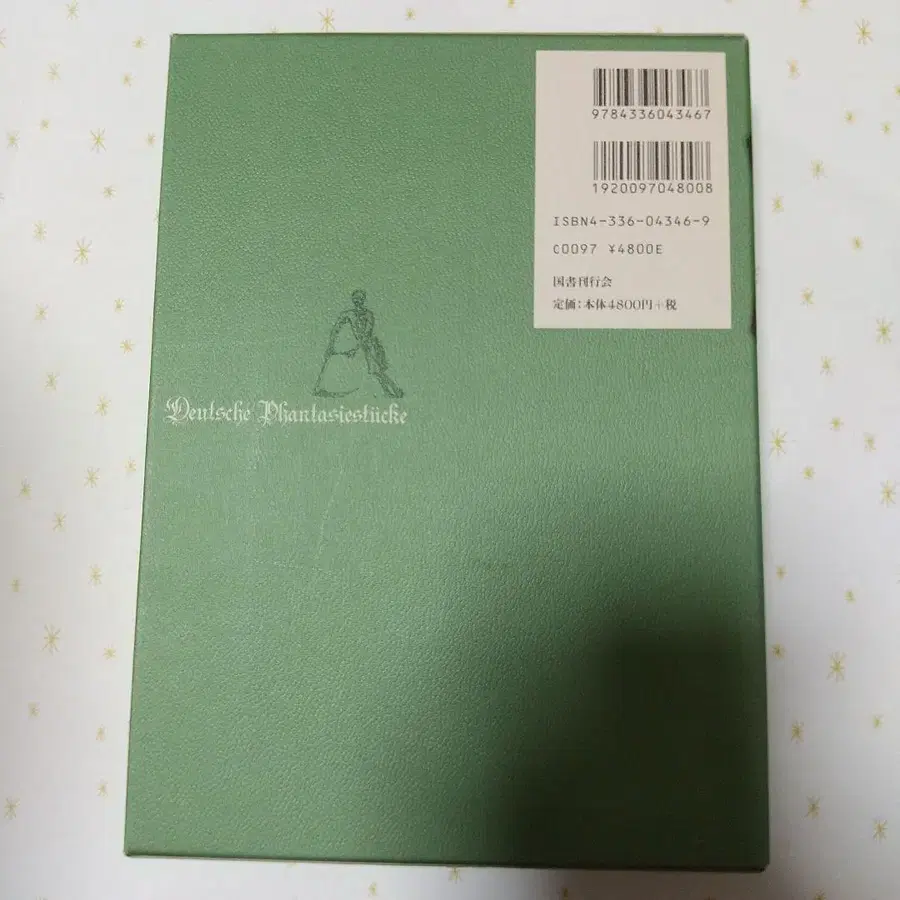 9784336043467
1920097048008
ISBN4-336-04346-9
C0097 ¥4800E
国書刊行会
定価:本体4800円+税
Deutsche Phantasiestücke